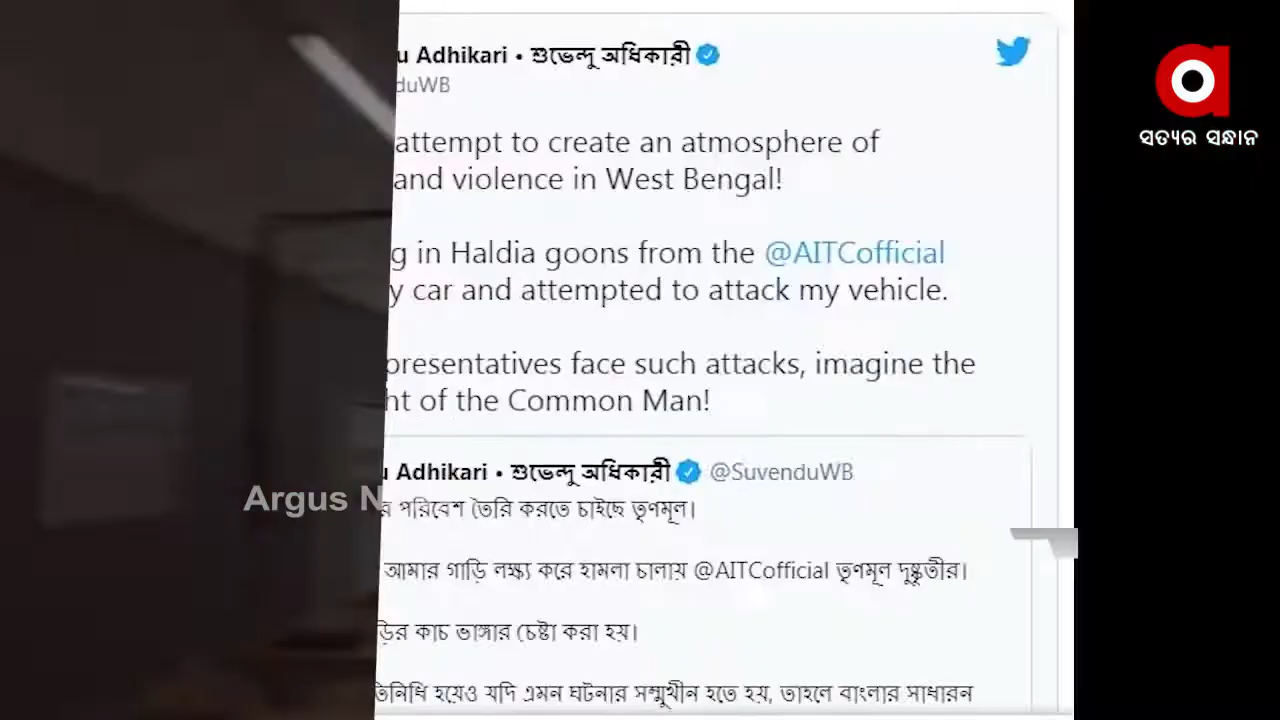 u Adhikari • শুভেন্দু অধিকারী
duWB
attempt to create an atmosphere of
and violence in West Bengal!
g in Haldia goons from the @AITCofficial
y car and attempted to attack my vehicle.
presentatives face such attacks, imagine the
ht of the Common Man!
u Adhikari • শুভেন্দু অধিকারী @SuvenduWB
র পরিবেশ তৈরি করতে চাইছে তৃণমূল।
আমার গাড়ি লক্ষ্য করে হামলা চালায় @AITCofficial তৃণমূল দুষ্কৃতীর।
ড়ির কাচ ভাঙ্গার চেষ্টা করা হয়।
তিনিধি হয়েও যদি এমন ঘটনার সম্মুখীন হতে হয়, তাহলে বাংলার সাধারন
Argus N
ସତ୍ୟର ସନ୍ଧାନ